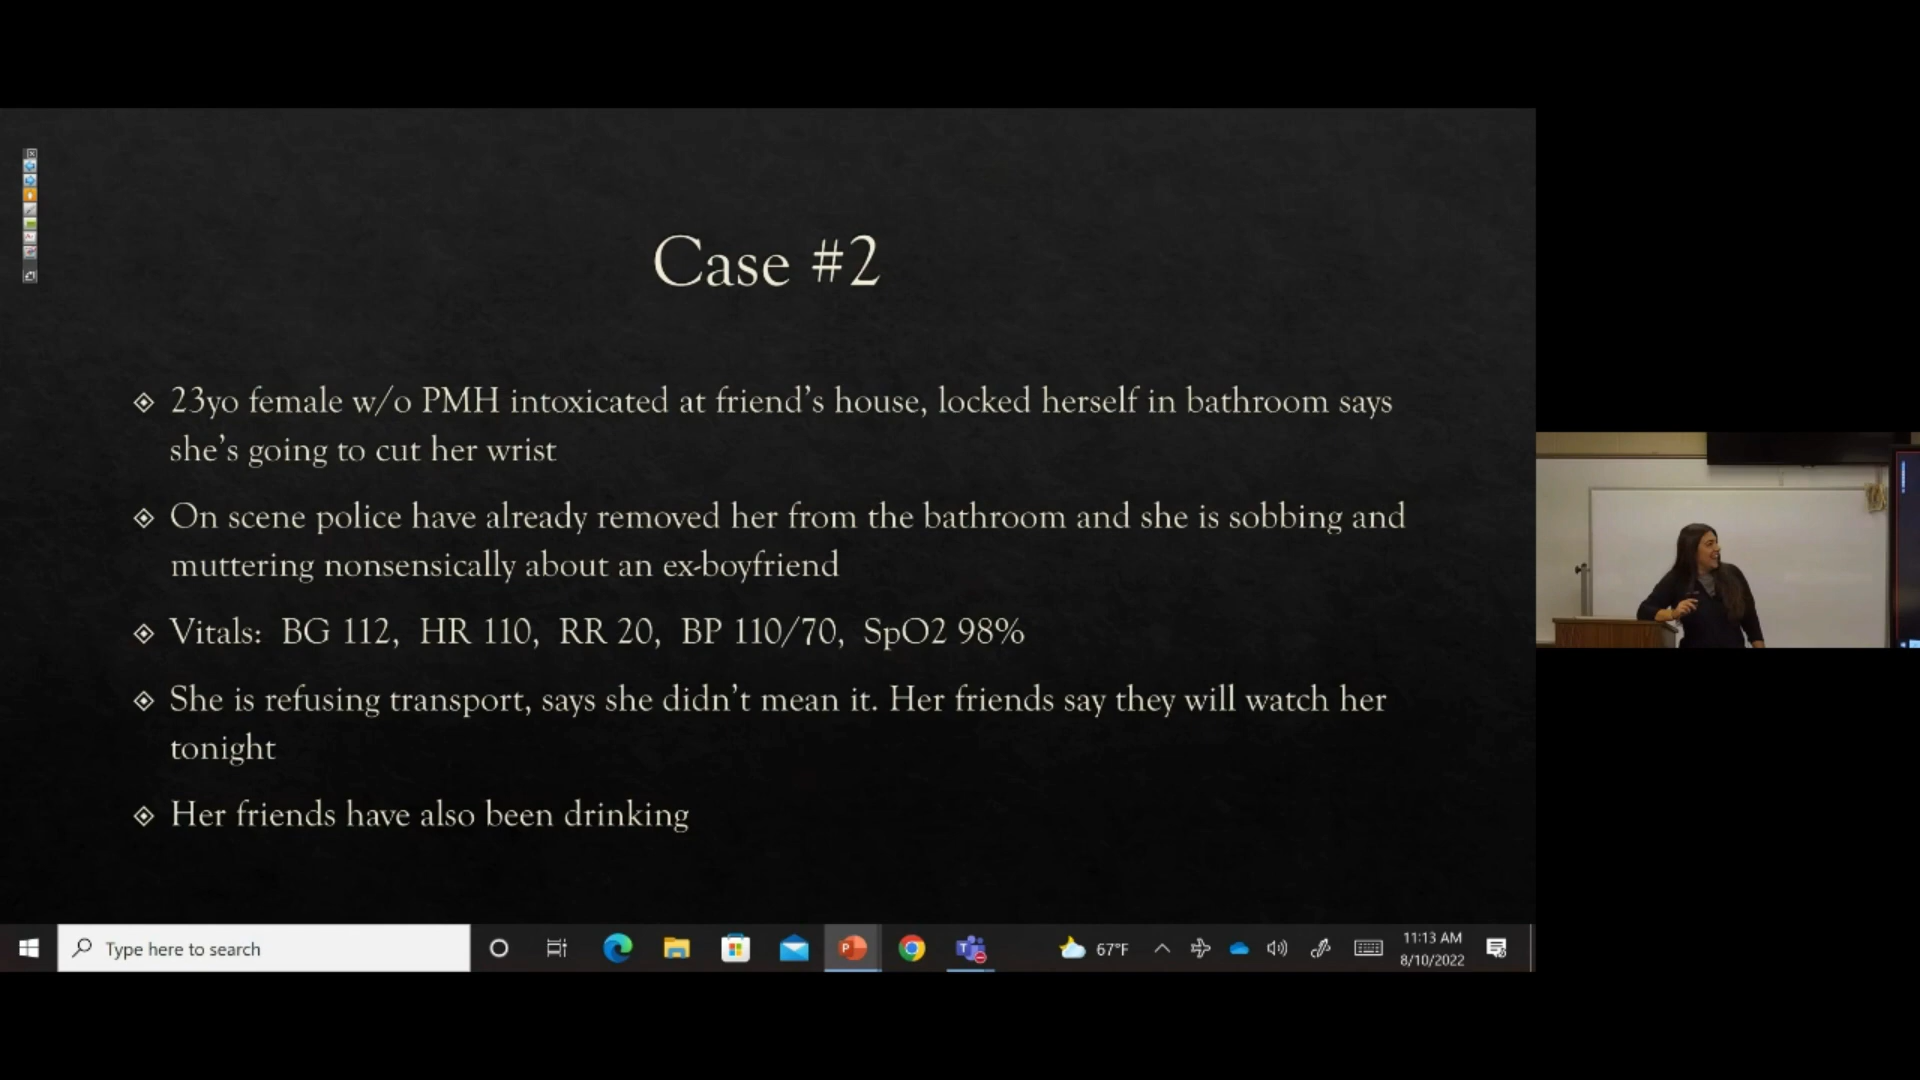 Case #2
23yo female w/o PMH intoxicated at friend's house, locked herself in bathroom says
she's going to cut her wrist
On scene police have already removed her from the bathroom and she is sobbing and
muttering nonsensically about an ex-boyfriend
Vitals: BG 112, HR 110, RR 20, BP 110/70, SpO2 98%
She is refusing transport, says she didn't mean it. Her friends say they will watch her
tonight
Her friends have also been drinking
Type here to search
67°F
11:13 AM
8/10/2022